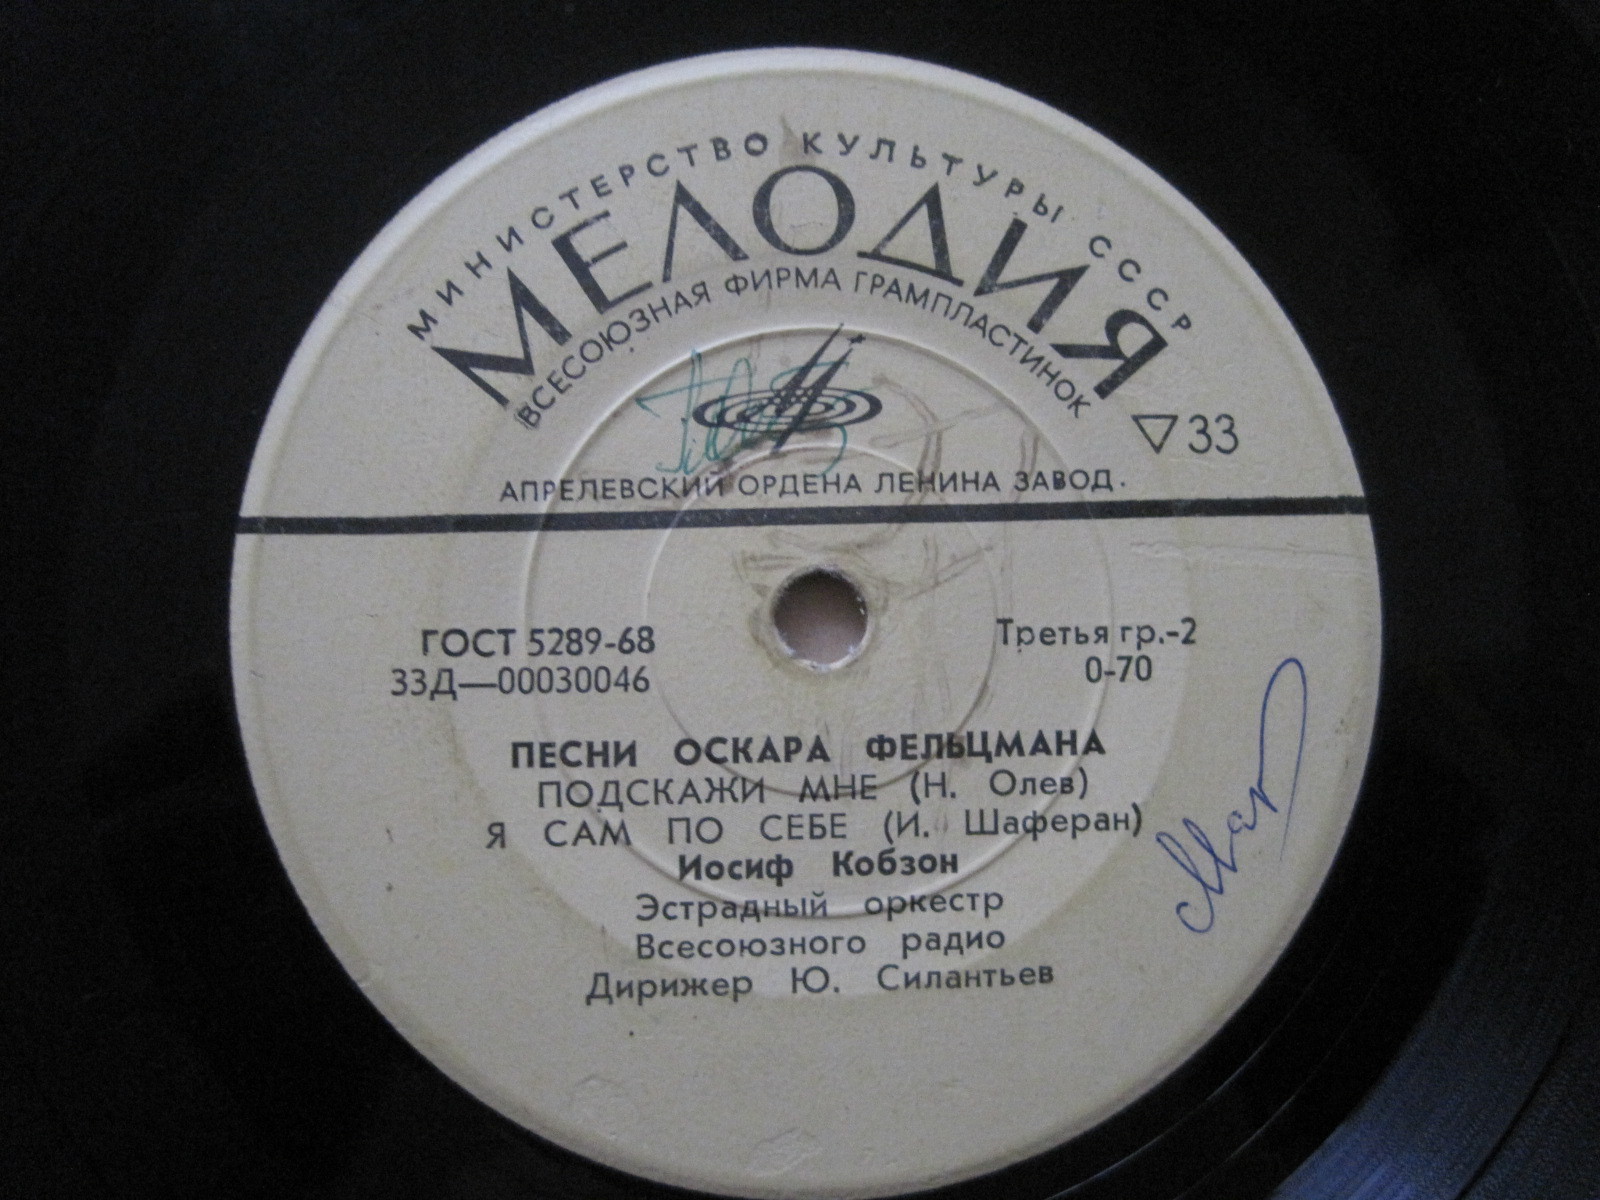 МИНИСТЕРСТВО КУЛЬТУРЫ СССР
МЕЛОДИЯ
ВСЕСОЮЗНАЯ ФИРМА ГРАМПЛАСТИНОК
33
АПРЕЛЕВСКИЙ ОРДЕНА ЛЕНИНА ЗАВОД.
ГОСТ 5289-68
33Д—00030046
Третья гр.-2
0-70
ПЕСНИ ОСКАРА ФЕЛЬЦМАНА
ПОДСКАЖИ МНЕ (Н. Олев)
Я САМ ПО СЕБЕ (И. Шаферан)
Иосиф Кобзон
Эстрадный оркестр
Всесоюзного радио
Дирижер Ю. Силантьев